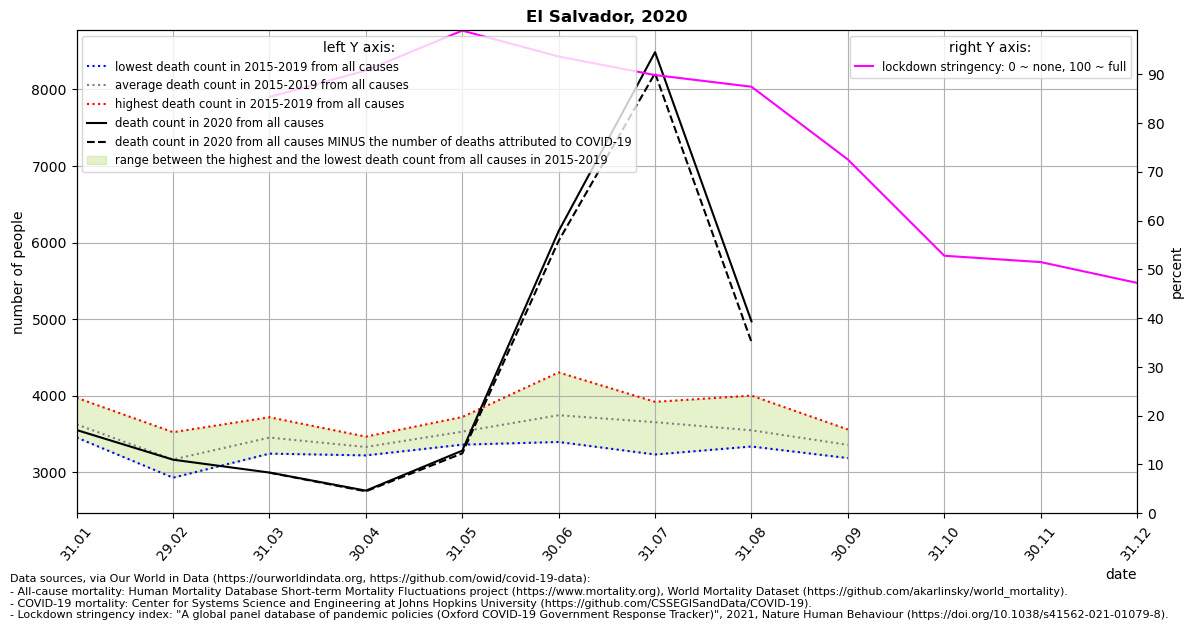 El Salvador, 2020
left Y axis:
lowest death count in 2015-2019 from all causes
average death count in 2015-2019 from all causes
highest death count in 2015-2019 from all causes
death count in 2020 from all causes
death count in 2020 from all causes MINUS the number of deaths attributed to COVID-19
range between the highest and the lowest death count from all causes in 2015-2019
right Y axis:
lockdown stringency: 0 ~ none, 100 ~ full
number of people
8000
7000
6000
5000
4000
3000
percent
90
80
70
60
50
40
30
20
10
0
31.01
29.02
31.03
30.04
31.05
30.06
31.07
31.08
30.09
31.10
30.11
31.12
date
Data sources, via Our World in Data (https://ourworldindata.org, https://github.com/owid/covid-19-data):
- All-cause mortality: Human Mortality Database Short-term Mortality Fluctuations project (https://www.mortality.org), World Mortality Dataset (https://github.com/akarlinsky/world_mortality).
- COVID-19 mortality: Center for Systems Science and Engineering at Johns Hopkins University (https://github.com/CSSEGISandData/COVID-19).
- Lockdown stringency index: "A global panel database of pandemic policies (Oxford COVID-19 Government Response Tracker)", 2021, Nature Human Behaviour (https://doi.org/10.1038/s41562-021-01079-8).